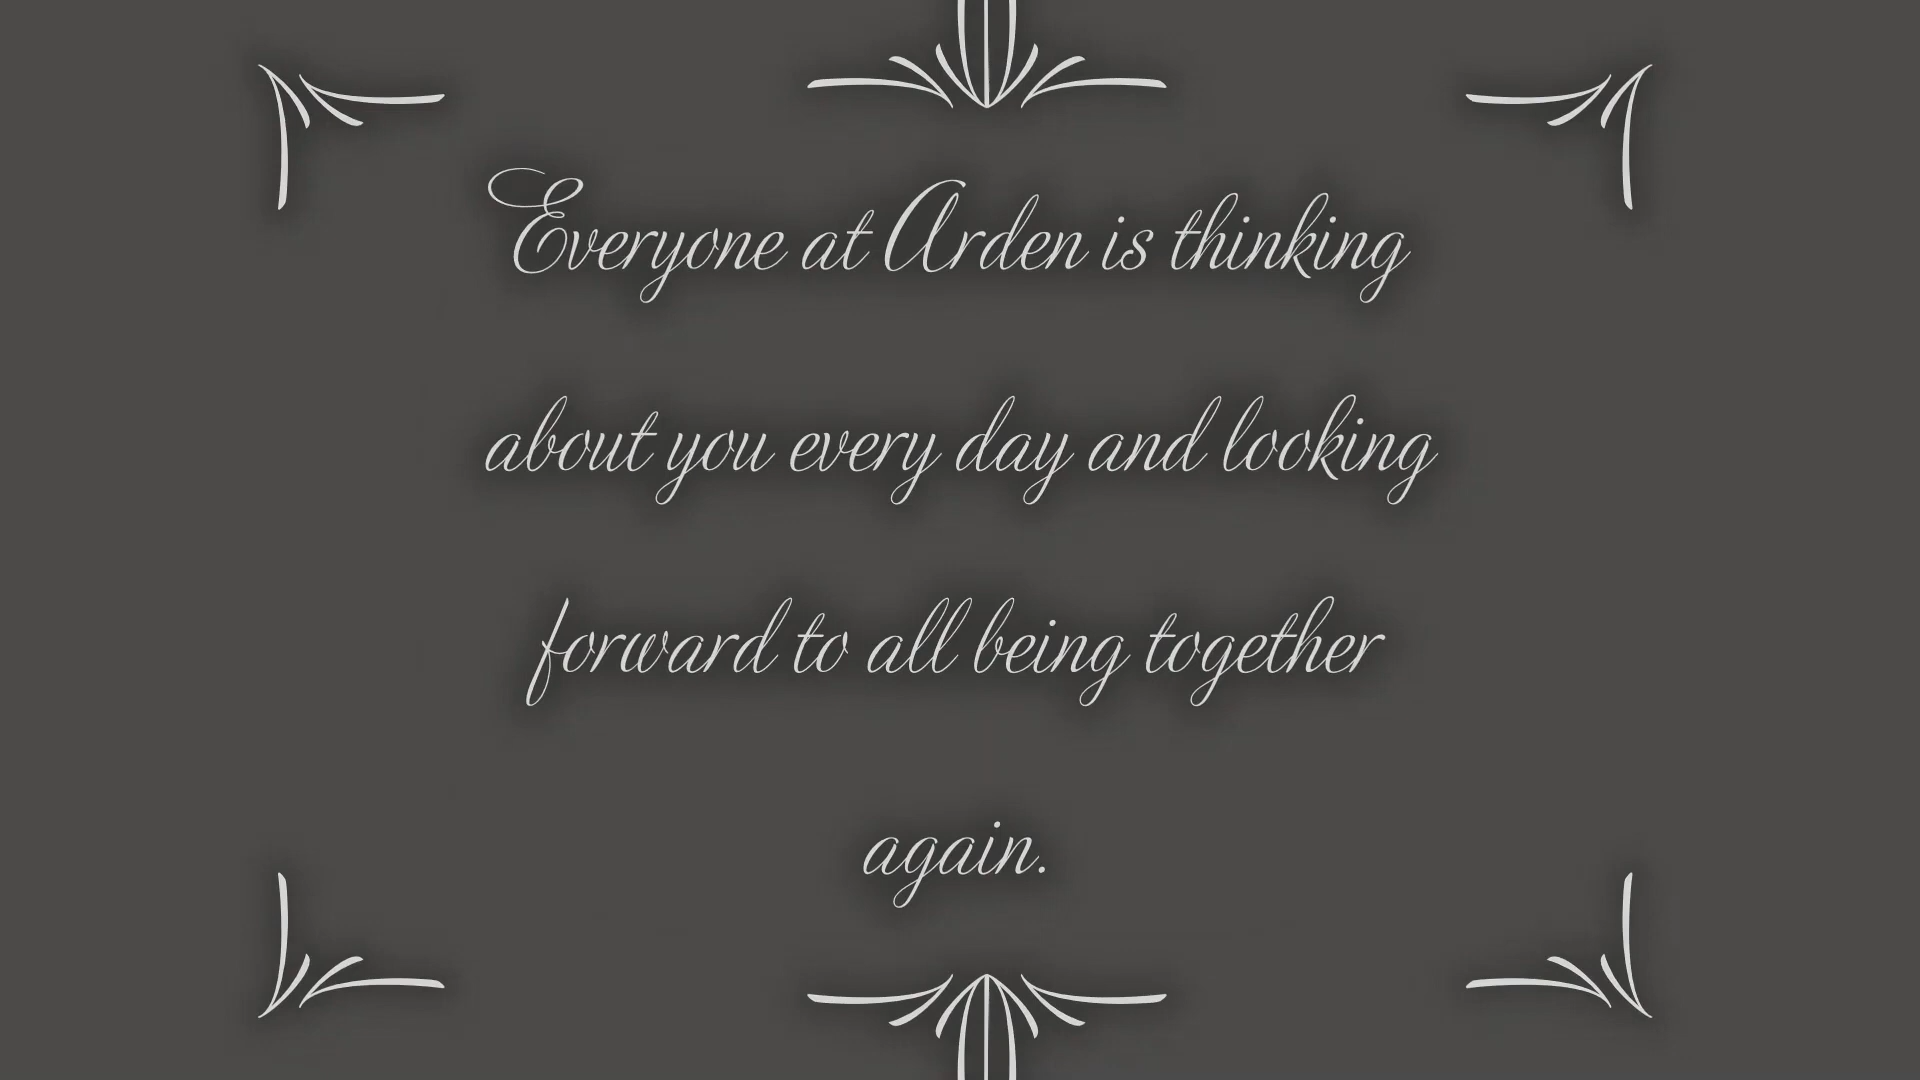 Everyone at Arden is thinking
about you every day and looking
forward to all being together
again.